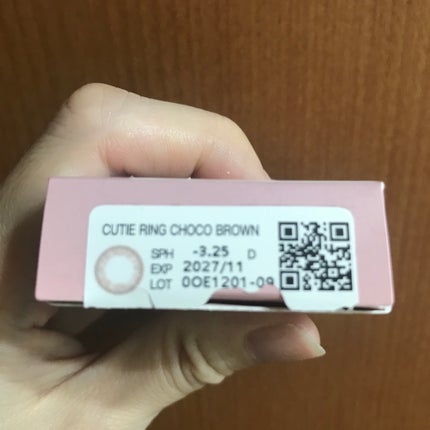 CUTIE RING CHOCO BROWN
SPH -3.25 D
EXP 2027/11
LOT 00E1201-09